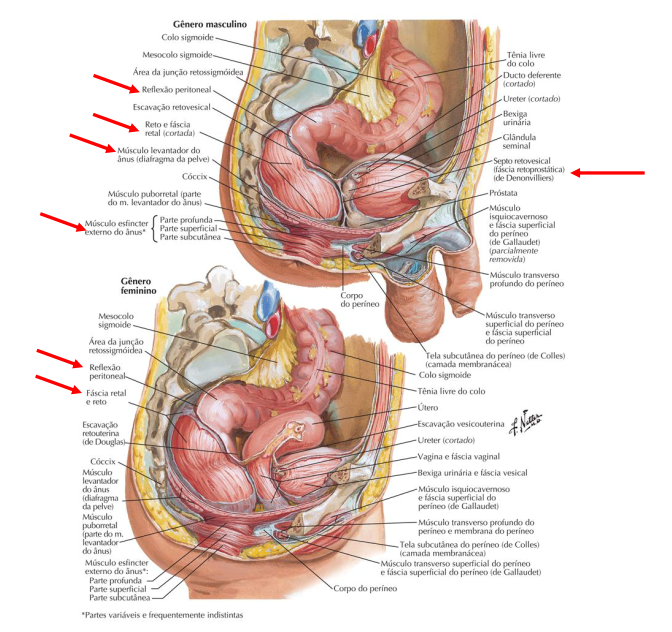 Gênero masculino
Colo sigmoide
Mesocolo sigmoide
Área da junção retossigmóidea
Reflexão peritoneal
Escavação retovesical
Reto e fáscia
retal (cortada)
Músculo levantador do
ânus (diafragma da pelve)
Cóccix
Músculo puborretal (parte
do m. levantador do ânus)
Músculo esfincter
externo do ânus*
Parte profunda
Parte superficial
Parte subcutânea
Tênia livre
do colo
Ducto deferente
(cortado)
Ureter (cortado)
Bexiga
urinária
Glândula
seminal
Septo retovesical
(fáscia retoprostática)
(de Denonvilliers)
Próstata
Músculo
isquiocavernoso
e fáscia superficial
do períneo
(de Gallaudet)
(parcialmente
removida)
Músculo transverso
profundo do períneo
Corpo
do períneo
Músculo transverso
superficial do períneo
e fáscia superficial
do períneo
Tela subcutânea do períneo (de Colles)
(camada membranácea)
Gênero
feminino
Mesocolo
sigmoide
Área da junção
retossigmóidea
Reflexão
peritoneal
Fáscia retal
e reto
Escavação
retouterina
(de Douglas)
Cóccix
Músculo
levantador
do ânus
(diafragma
da pelve)
Músculo
puborretal
(parte do m.
levantador
do ânus)
Músculo esfincter
externo do ânus*:
Parte profunda
Parte superficial
Parte subcutânea
Colo sigmoide
Tênia livre do colo
Útero
Escavação vesicouterina
F. Netter
Ureter (cortado)
Vagina e fáscia vaginal
Bexiga urinária e fáscia vesical
Músculo isquiocavernoso
e fáscia superficial do
períneo (de Gallaudet)
Músculo transverso profundo do
períneo e membrana do períneo
Tela subcutânea do períneo (de Colles)
(camada membranácea)
Músculo transverso superficial do períneo
e fáscia superficial do períneo (de Gallaudet)
Corpo do períneo
*Partes variáveis e frequentemente indistintas